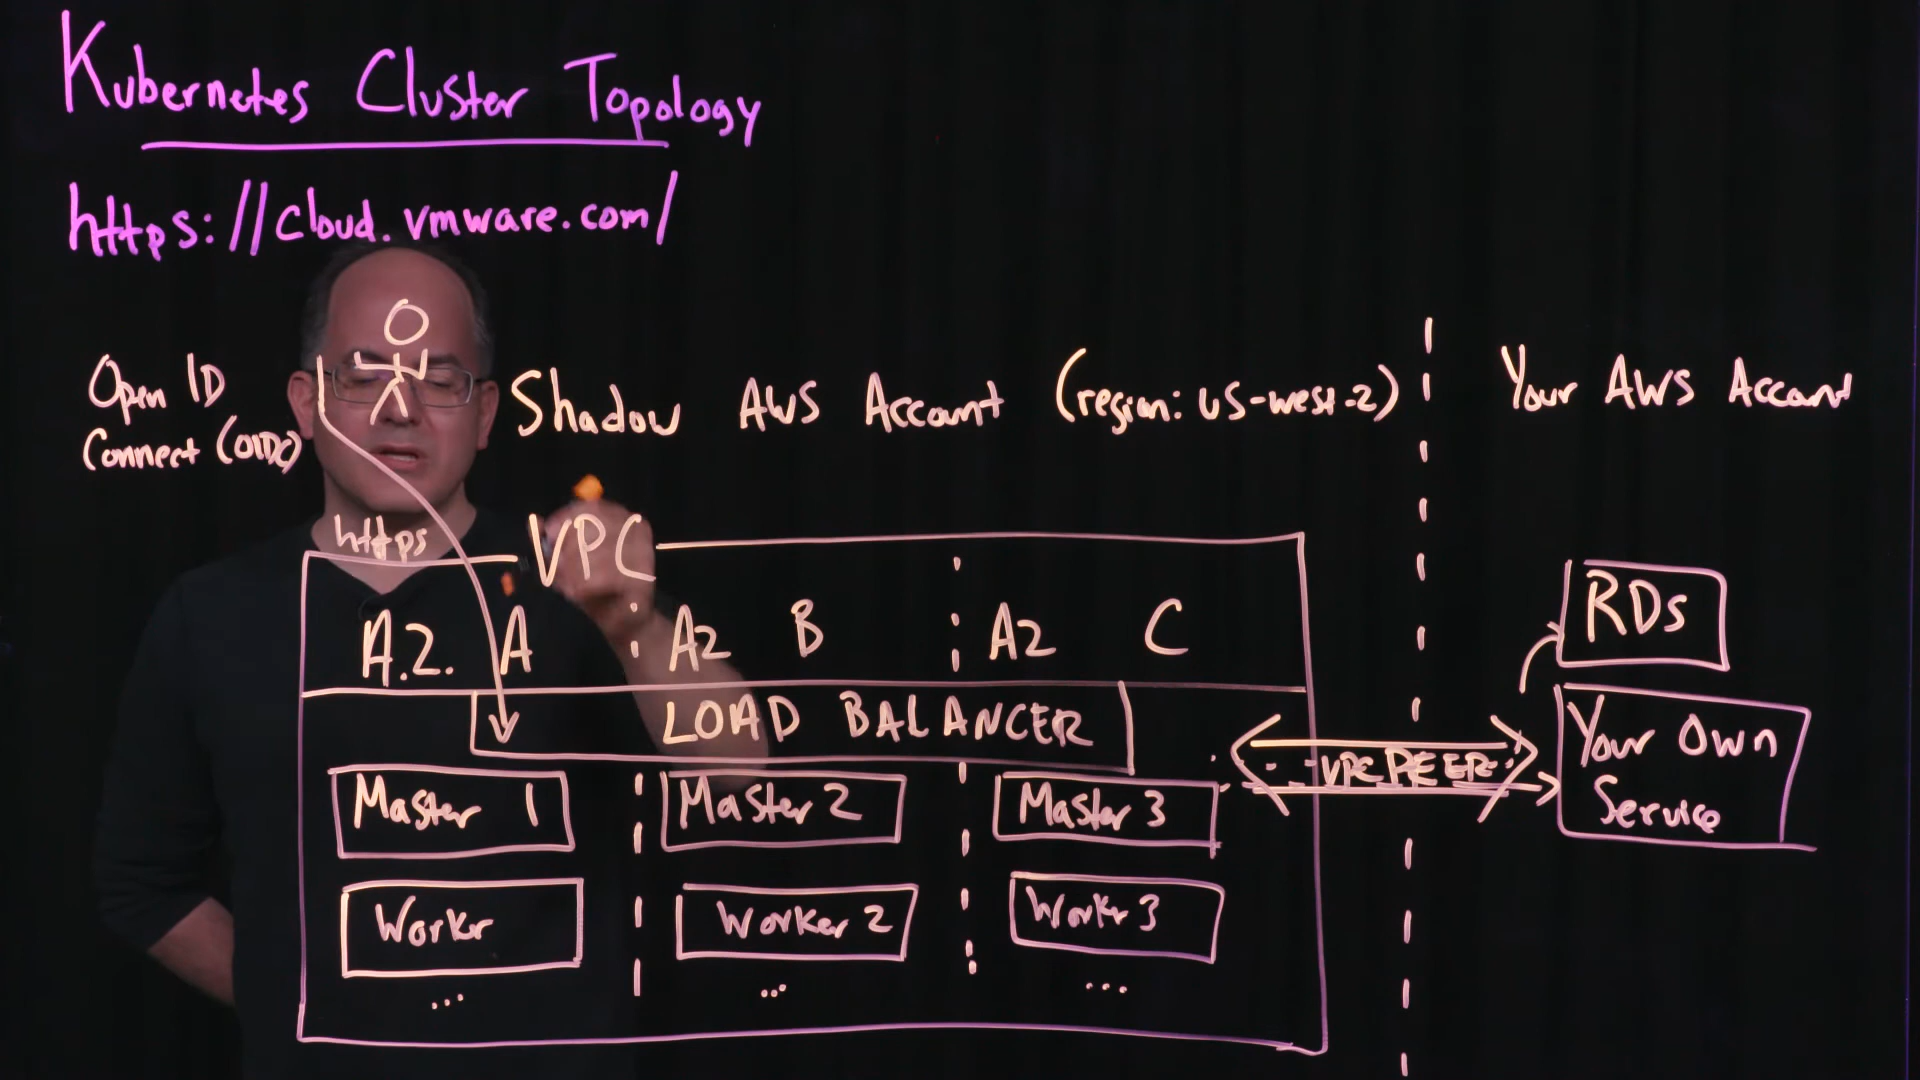 Kubernetes Cluster Topology
https://cloud.vmware.com/
Open ID
Connect (OIDC)
Shadow AWS Account (region: us-west-2)
Your AWS Account
https
VPC
A.Z. A
AZ B
AZ C
LOAD BALANCER
Master 1
Master 2
Master 3
Worker
Worker 2
Workr 3
...
...
...
VPC PEER
RDS
Your Own
Service